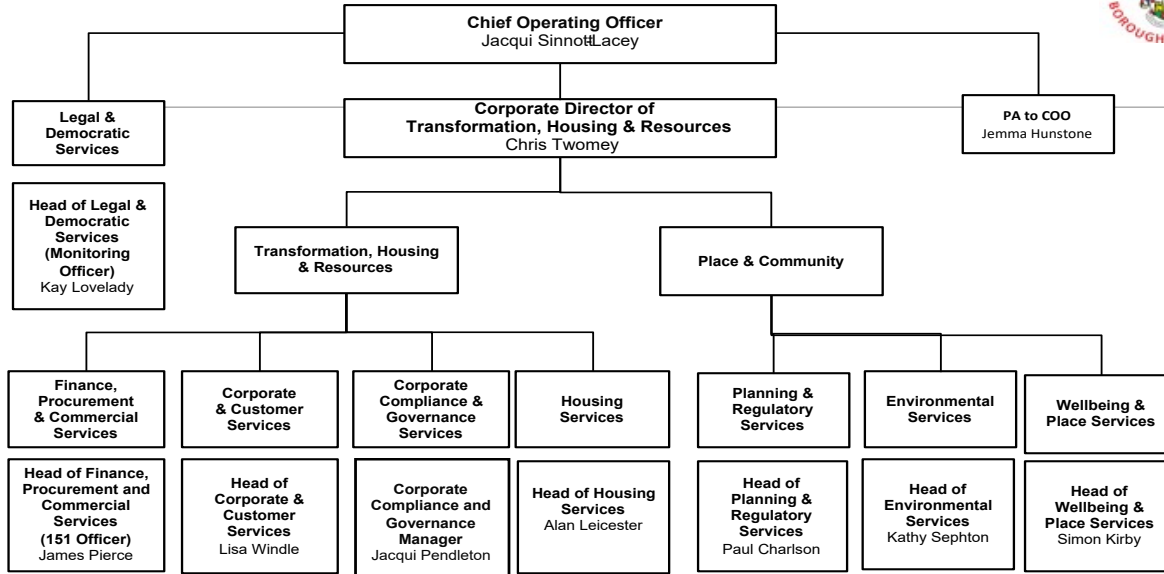 BOROUGH
Chief Operating Officer
Jacqui Sinnott-Lacey
Legal &
Democratic
Services
Corporate Director of
Transformation, Housing & Resources
Chris Twomey
PA to COO
Jemma Hunstone
Head of Legal &
Democratic
Services
(Monitoring
Officer)
Kay Lovelady
Transformation, Housing
& Resources
Place & Community
Finance,
Procurement
& Commercial
Services
Corporate
& Customer
Services
Corporate
Compliance &
Governance
Services
Housing
Services
Planning &
Regulatory
Services
Environmental
Services
Wellbeing &
Place Services
Head of Finance,
Procurement and
Commercial
Services
(151 Officer)
James Pierce
Head of
Corporate &
Customer
Services
Lisa Windle
Corporate
Compliance and
Governance
Manager
Jacqui Pendleton
Head of Housing
Services
Alan Leicester
Head of
Planning &
Regulatory
Services
Paul Charlson
Head of
Environmental
Services
Kathy Sephton
Head of
Wellbeing &
Place Services
Simon Kirby